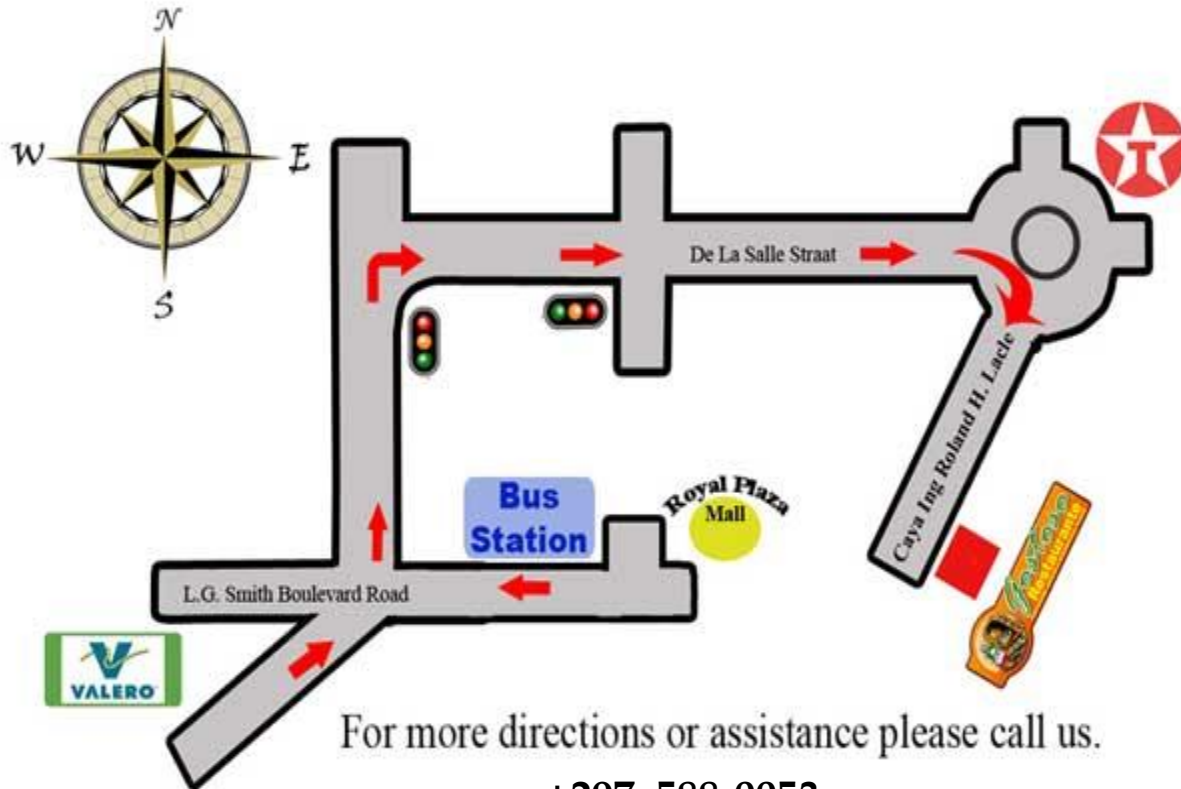 N
W
E
S
T
De La Salle Straat
Caya Ing Roland H. Lacle
Bus
Station
Royal Plaza
Mall
L.G. Smith Boulevard Road
V
VALERO
Restaurante
For more directions or assistance please call us.